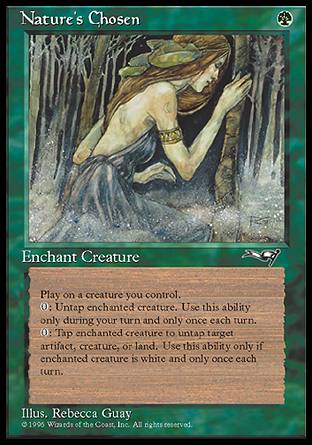 Nature's Chosen
Enchant Creature
Play on a creature you control.
0: Untap enchanted creature. Use this ability
only during your turn and only once each turn.
0: Tap enchanted creature to untap target
artifact, creature, or land. Use this ability only if
enchanted creature is white and only once each
turn.
Illus. Rebecca Guay
© 1996 Wizards of the Coast, Inc. All rights reserved.